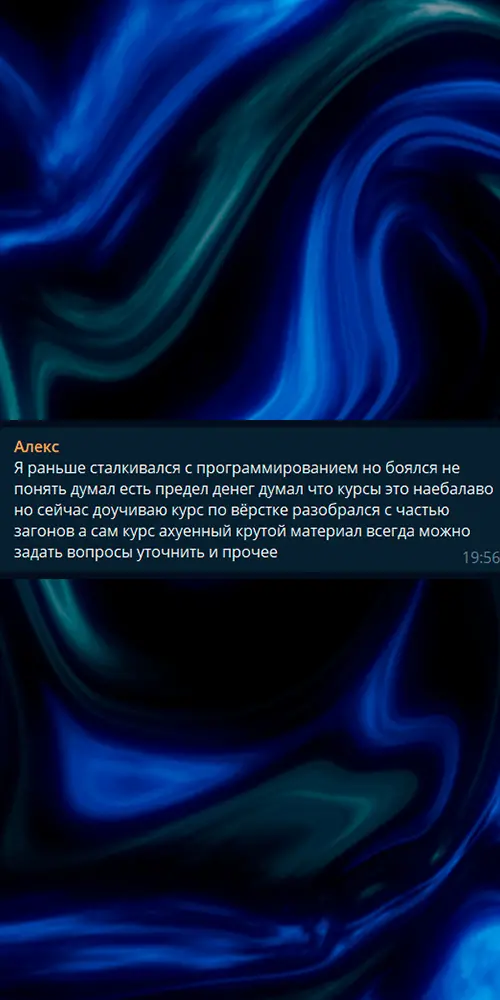 Алекс
Я раньше сталкивался с программированием но боялся не
понять думал есть предел денег думал что курсы это наебалаво
но сейчас доучиваю курс по вёрстке разобрался с частью
загонов а сам курс ахуенный крутой материал всегда можно
задать вопросы уточнить и прочее
19:56